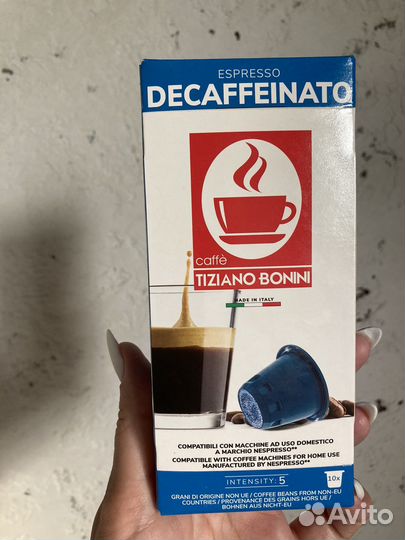 ESPRESSO
DECAFFEINATO
caffè
TIZIANO BONINI
MADE IN ITALY
COMPATIBILI CON MACCHINE AD USO DOMESTICO
A MARCHIO NESPRESSO**
COMPATIBLE WITH COFFEE MACHINES FOR HOME USE
MANUFACTURED BY NESPRESSO**
INTENSITY: 5
10x
GRANI DI ORIGINE NON UE / COFFEE BEANS FROM NON-EU
COUNTRIES / PROVENANCE DES GRAINS HORS UE /
BOHNEN AUS NICHT-EU
Avito